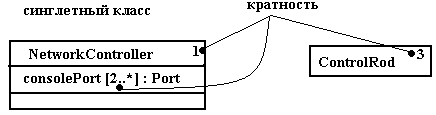 синглетный класс
кратность
NetworkController 1
consolePort [2..*] : Port
ControlRod 3